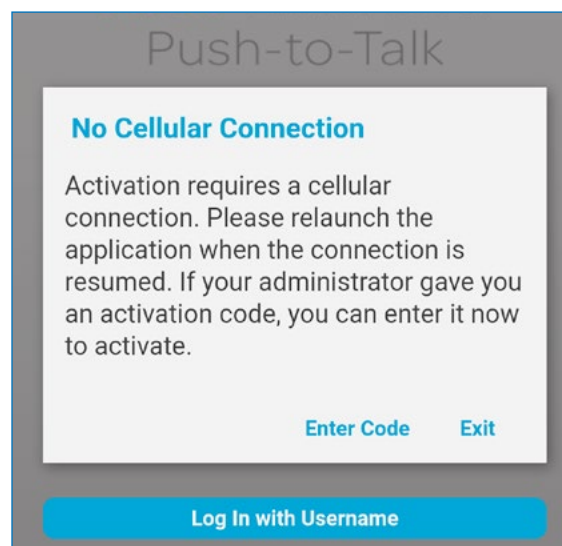 Push-to-Talk
No Cellular Connection
Activation requires a cellular
connection. Please relaunch the
application when the connection is
resumed. If your administrator gave you
an activation code, you can enter it now
to activate.
Enter Code Exit
Log In with Username